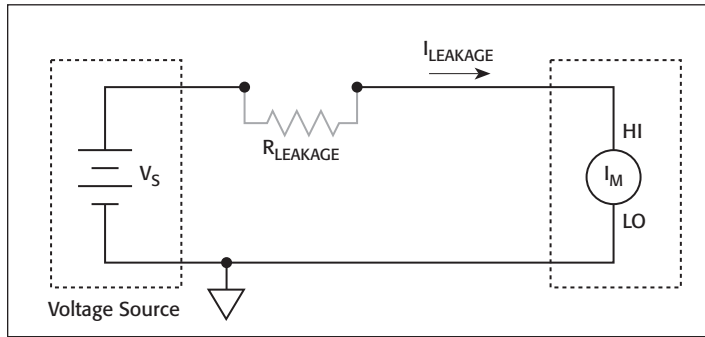 I_LEAKAGE
R_LEAKAGE
HI
V_S
I_M
LO
Voltage Source